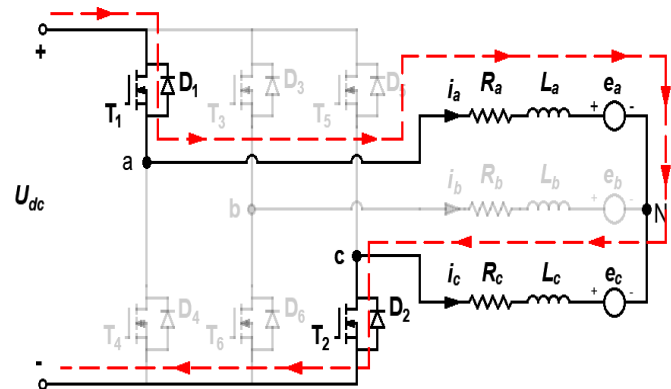 +
D1
D3
D5
T1
T3
T5
ia
Ra
La
ea
+
-
a
Udc
b
ib
Rb
Lb
eb
+
-
N
c
ic
Rc
Lc
ec
+
-
D4
D6
D2
T4
T6
T2
-